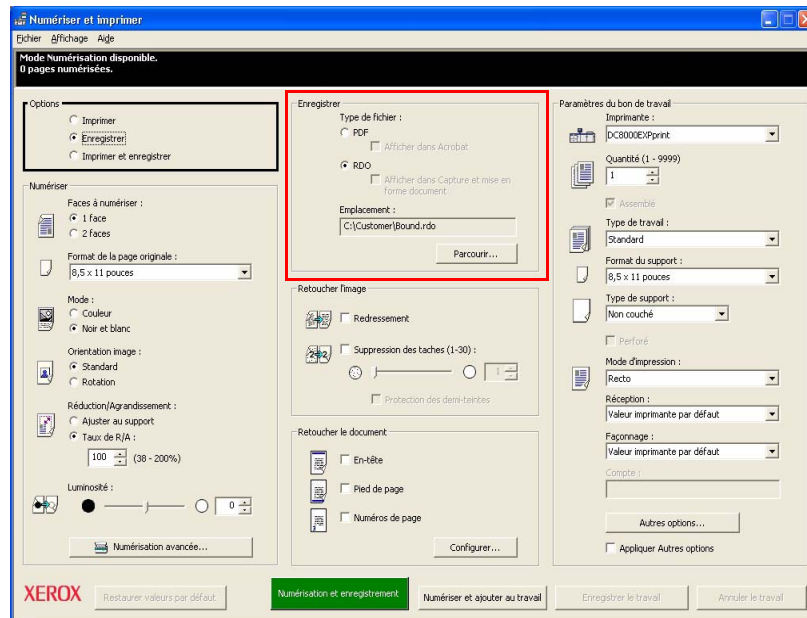 Numériser et imprimer
Fichier Affichage Aide
Mode Numérisation disponible.
0 pages numérisées.
Options
Imprimer
Enregistrer
Imprimer et enregistrer
Numériser
Faces à numériser :
1 face
2 faces
Format de la page originale :
8,5 x 11 pouces
Mode :
Couleur
Noir et blanc
Orientation image :
Standard
Rotation
Réduction/Agrandissement :
Ajuster au support
Taux de R/A :
100 (38 - 200%)
Luminosité :
0
Numérisation avancée...
Enregistrer
Type de fichier :
PDF
Afficher dans Acrobat
RDO
Afficher dans Capture et mise en
forme document
Emplacement :
C:\Customer\Bound.rdo
Parcourir...
Retoucher l'image
Redressement
Suppression des taches (1-30) :
1
Protection des demi-teintes
Retoucher le document
En-tête
Pied de page
Numéros de page
Configurer...
Paramètres du bon de travail
Imprimante :
DC8000EXPprint
Quantité (1 - 9999)
1
Assemblé
Type de travail :
Standard
Format du support :
8,5 x 11 pouces
Type de support :
Non couché
Perforé
Mode d'impression :
Recto
Réception :
Valeur imprimante par défaut
Façonnage :
Valeur imprimante par défaut
Compte :
Autres options...
Appliquer Autres options
XEROX
Restaurer valeurs par défaut
Numérisation et enregistrement
Numériser et ajouter au travail
Enregistrer le travail
Annuler le travail